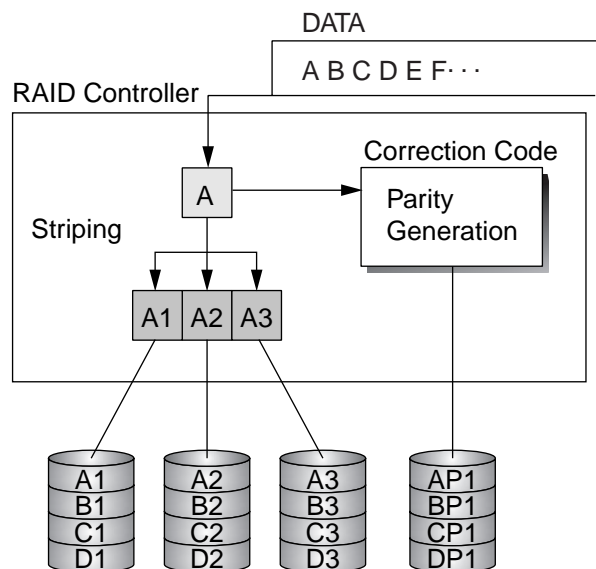 DATA
A B C D E F···
RAID Controller
Correction Code
A
Parity
Generation
Striping
A1 A2 A3
A1 A2 A3 AP1
B1 B2 B3 BP1
C1 C2 C3 CP1
D1 D2 D3 DP1